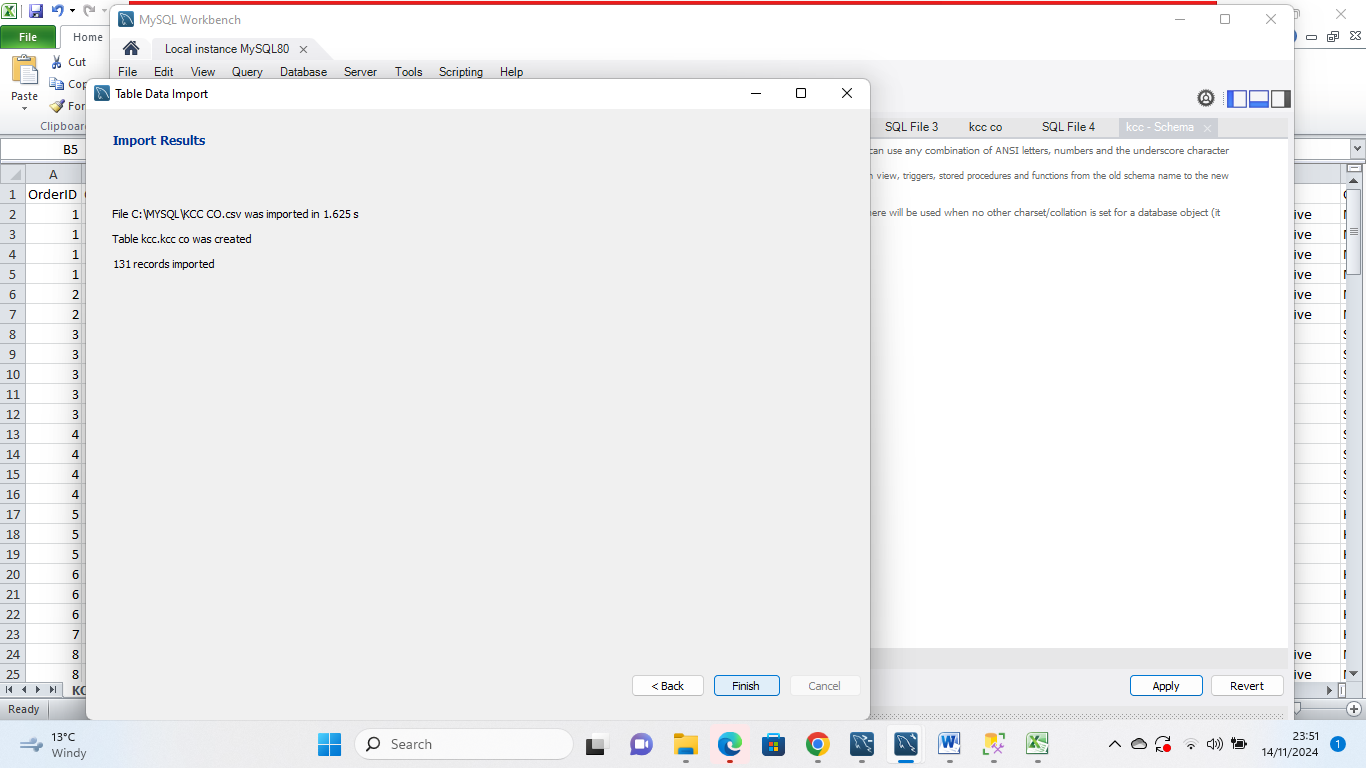 MySQL Workbench
File
Home
Local instance MySQL80
Cut
File Edit View Query Database Server Tools Scripting Help
Paste
Cop
Table Data Import
For
Clipboar
SQL File 3 kcc co SQL File 4 kcc - Schema
Import Results
B5
can use any combination of ANSI letters, numbers and the underscore character
view, triggers, stored procedures and functions from the old schema name to the new
A
1 OrderID
File C:\MYSQL\KCC CO.csv was imported in 1.625 s
here will be used when no other charset/collation is set for a database object (it
2 1 ive
Table kcc.kcc co was created
3 1 ive
4 1 ive
131 records imported
5 1 ive
6 2 ive
7 2 ive
8 3
9 3
10 3
11 3
12 3
13 4
14 4
15 4
16 4
17 5
18 5
19 5
20 6
21 6
22 6
23 7
24 8 ive
25 8 ive
< Back Finish Cancel
Apply Revert
KC
Ready
13°C
Windy
Search
23:51
14/11/2024
1